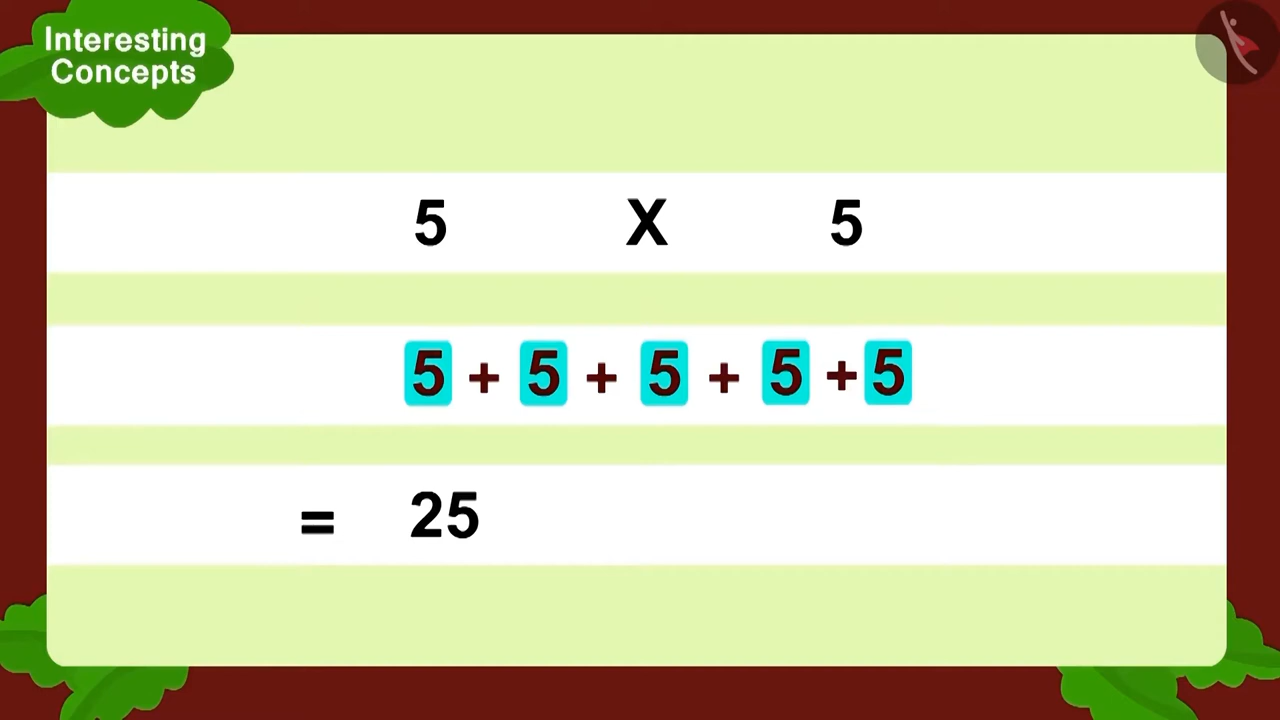 Interesting
Concepts
5 X 5
5 + 5 + 5 + 5 + 5
= 25